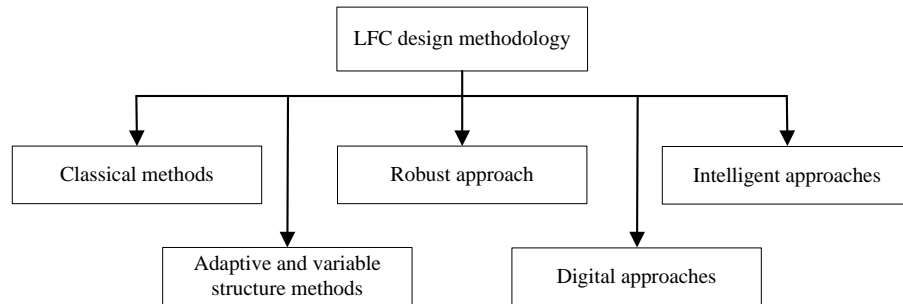 LFC design methodology
Classical methods
Robust approach
Intelligent approaches
Adaptive and variable
structure methods
Digital approaches